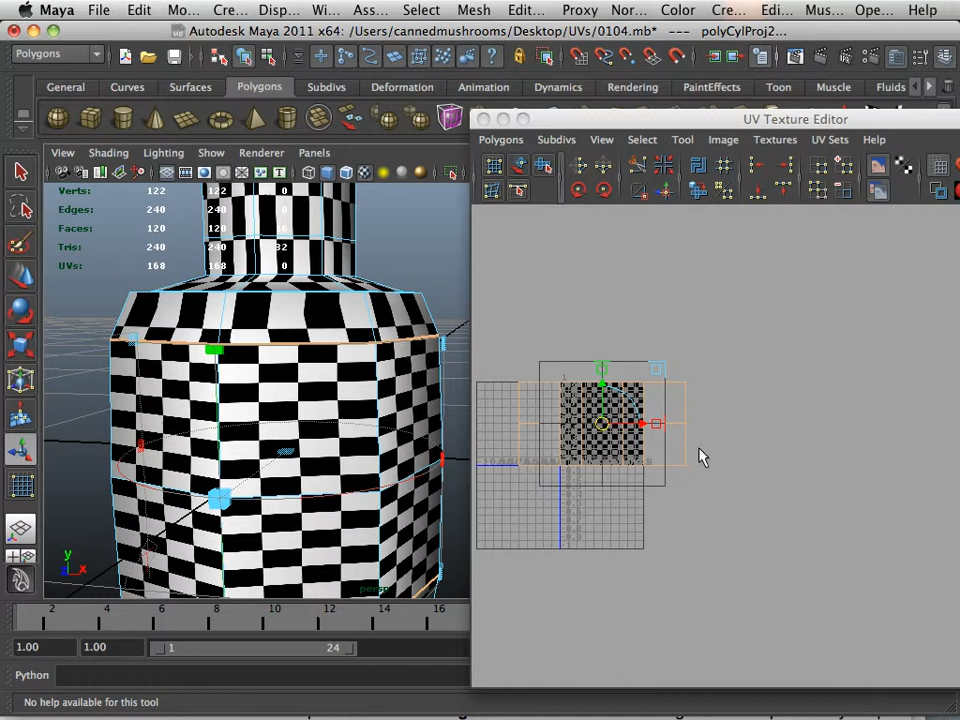 Maya File Edit Mo... Cre... Disp... Wi... Ass... Select Mesh Edit... Proxy Nor... Color Cre... Edi... Mus... Ope... Help
Autodesk Maya 2011 x64: /Users/cannedmushrooms/Desktop/UVs/0104.mb* --- polyCylProj2...
Polygons
General Curves Surfaces Polygons Subdivs Deformation Animation Dynamics Rendering PaintEffects Toon Muscle Fluids
UV Texture Editor
Polygons Subdivs View Select Tool Image Textures UV Sets Help
View Shading Lighting Show Renderer Panels
Verts: 122 122 0
Edges: 240 240 0
Faces: 120 120
Tris: 240 240 32
UVs: 168 168 0
y
x
persp
2 4 6 8 10 12 14 16
1.00 1.00 1 24
Python
No help available for this tool